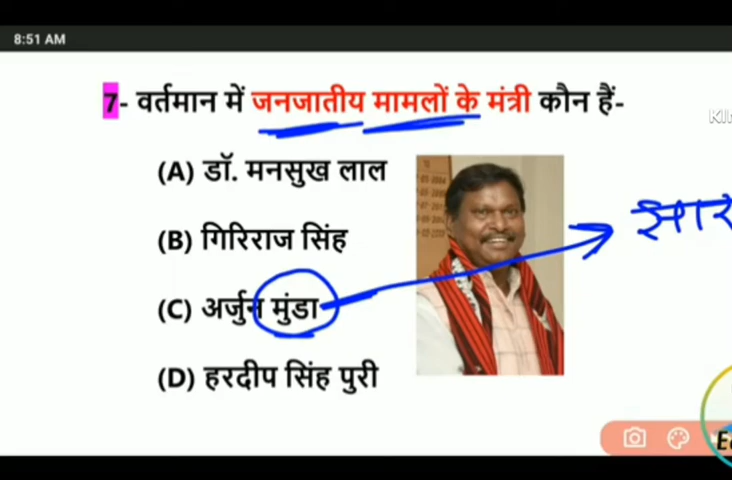 8:51 AM
7- वर्तमान में जनजातीय मामलों के मंत्री कौन हैं-
(A) डॉ. मनसुख लाल
(B) गिरिराज सिंह
(C) अर्जुन मुंडा
(D) हरदीप सिंह पुरी